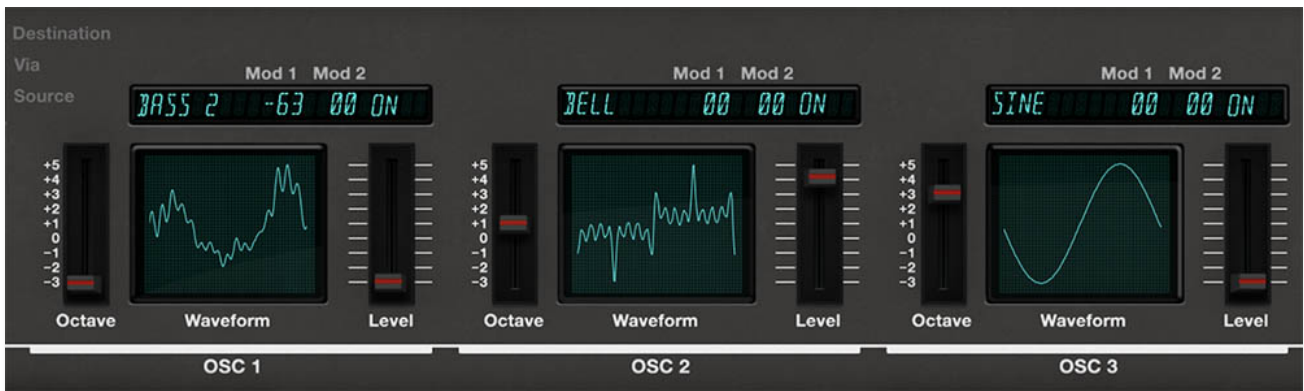 Destination
Via
Source
Mod 1 Mod 2
BASS 2 -63 00 ON
+5
+4
+3
+2
+1
0
-1
-2
-3
Octave Waveform Level
OSC 1
Mod 1 Mod 2
BELL 00 00 ON
+5
+4
+3
+2
+1
0
-1
-2
-3
Octave Waveform Level
OSC 2
Mod 1 Mod 2
SINE 00 00 ON
+5
+4
+3
+2
+1
0
-1
-2
-3
Octave Waveform Level
OSC 3